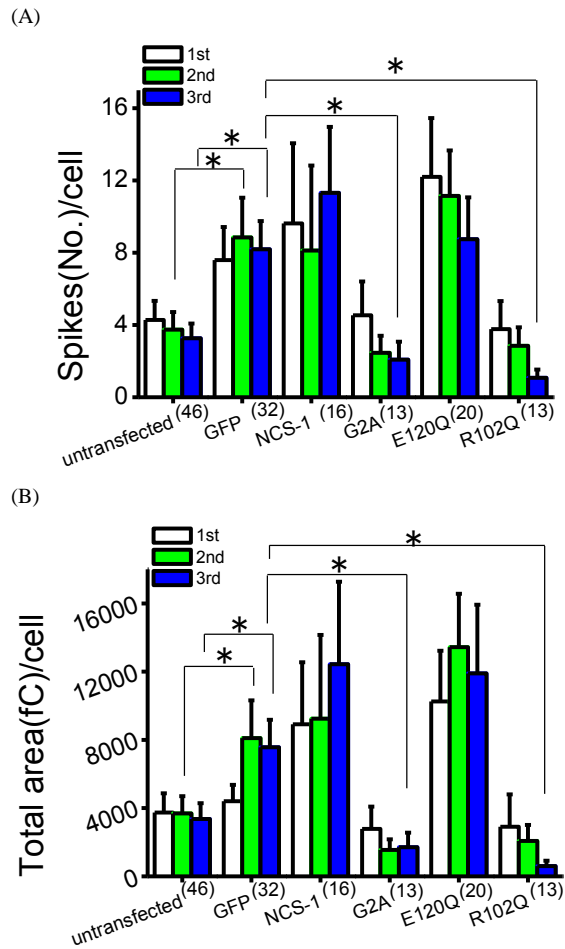 (A)
1st
2nd
3rd
*
*
*
*
16
12
8
4
0
Spikes(No.)/cell
untransfected(46)
GFP(32)
NCS-1(16)
G2A(13)
E120Q(20)
R102Q(13)
(B)
1st
2nd
3rd
*
*
*
*
16000
12000
8000
4000
0
Total area(fC)/cell
untransfected(46)
GFP(32)
NCS-1(16)
G2A(13)
E120Q(20)
R102Q(13)